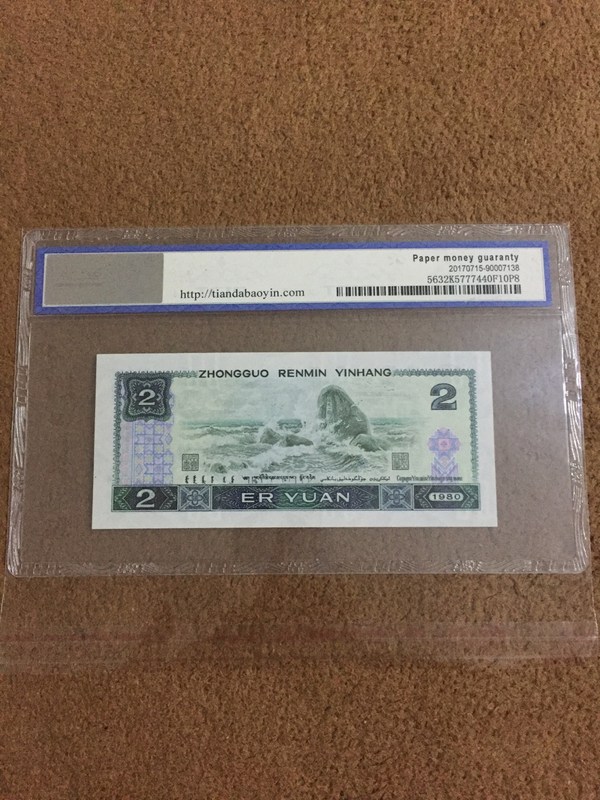 Paper money guaranty
20170715-90007138
http://tiandabaoyin.com
5632K5777440F10P8
ZHONGGUO RENMIN YINHANG
2 2
2 ER YUAN 1980